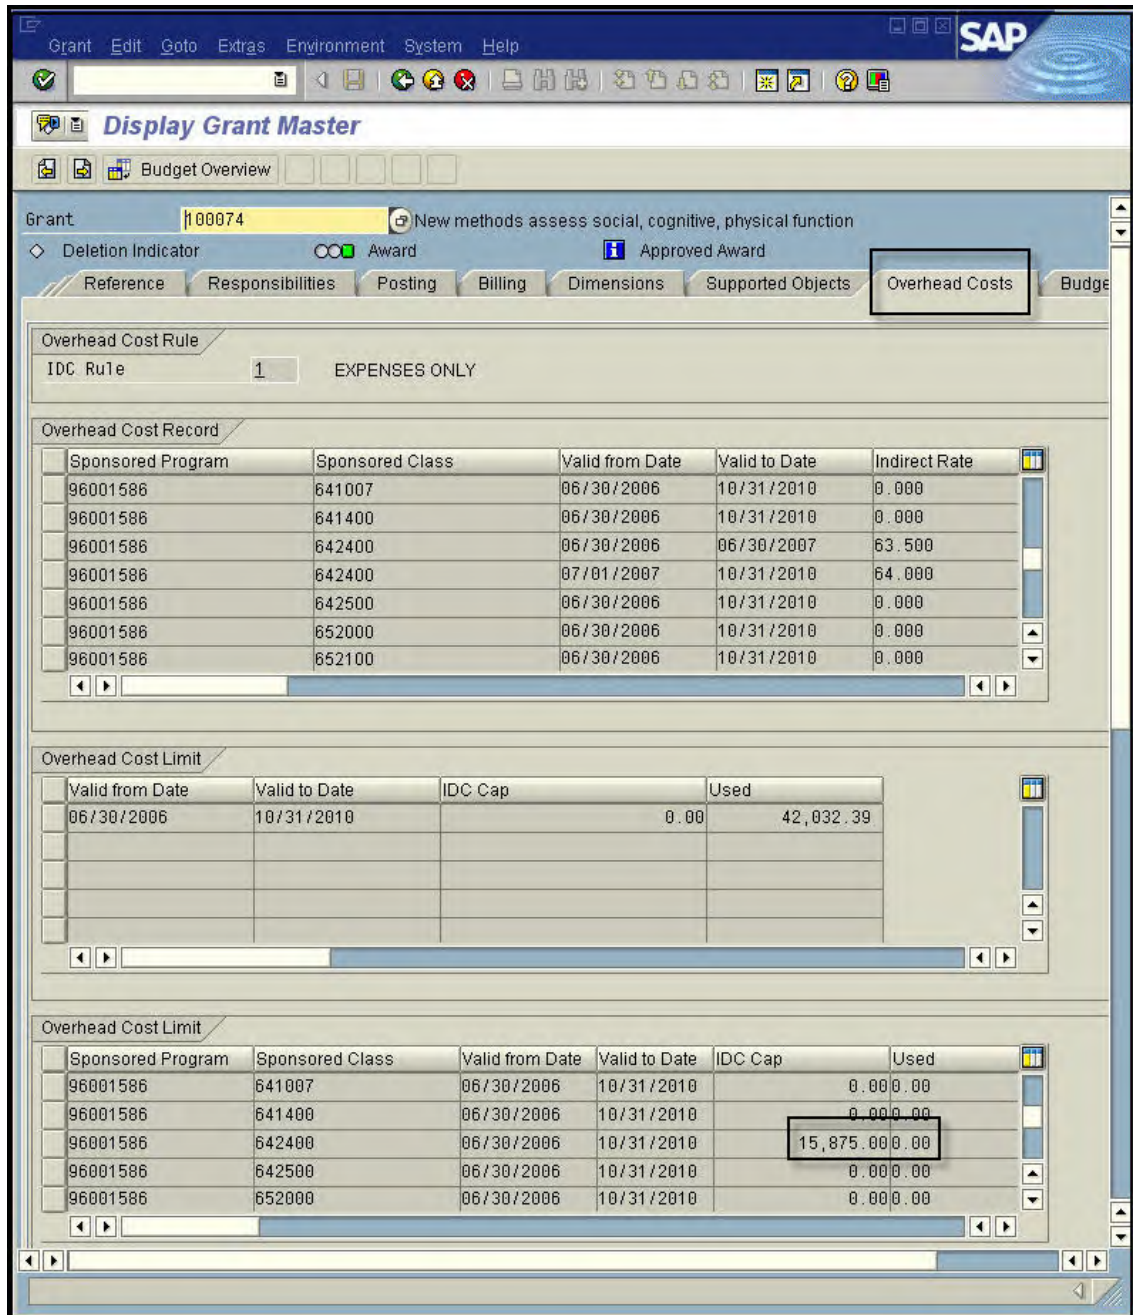 Grant Edit Goto Extras Environment System Help
SAP
Display Grant Master
Budget Overview
Grant 100074 New methods assess social, cognitive, physical function
Deletion Indicator Award Approved Award
Reference Responsibilities Posting Billing Dimensions Supported Objects Overhead Costs Budge
Overhead Cost Rule
IDC Rule 1 EXPENSES ONLY
Overhead Cost Record
Sponsored Program Sponsored Class Valid from Date Valid to Date Indirect Rate
96001586 641007 06/30/2006 10/31/2010 0.000
96001586 641400 06/30/2006 10/31/2010 0.000
96001586 642400 06/30/2006 06/30/2007 63.500
96001586 642400 07/01/2007 10/31/2010 64.000
96001586 642500 06/30/2006 10/31/2010 0.000
96001586 652000 06/30/2006 10/31/2010 0.000
96001586 652100 06/30/2006 10/31/2010 0.000
Overhead Cost Limit
Valid from Date Valid to Date IDC Cap Used
06/30/2006 10/31/2010 0.00 42,032.39
Overhead Cost Limit
Sponsored Program Sponsored Class Valid from Date Valid to Date IDC Cap Used
96001586 641007 06/30/2006 10/31/2010 0.00 0.00
96001586 641400 06/30/2006 10/31/2010 0.00 0.00
96001586 642400 06/30/2006 10/31/2010 15,875.00 0.00
96001586 642500 06/30/2006 10/31/2010 0.00 0.00
96001586 652000 06/30/2006 10/31/2010 0.00 0.00